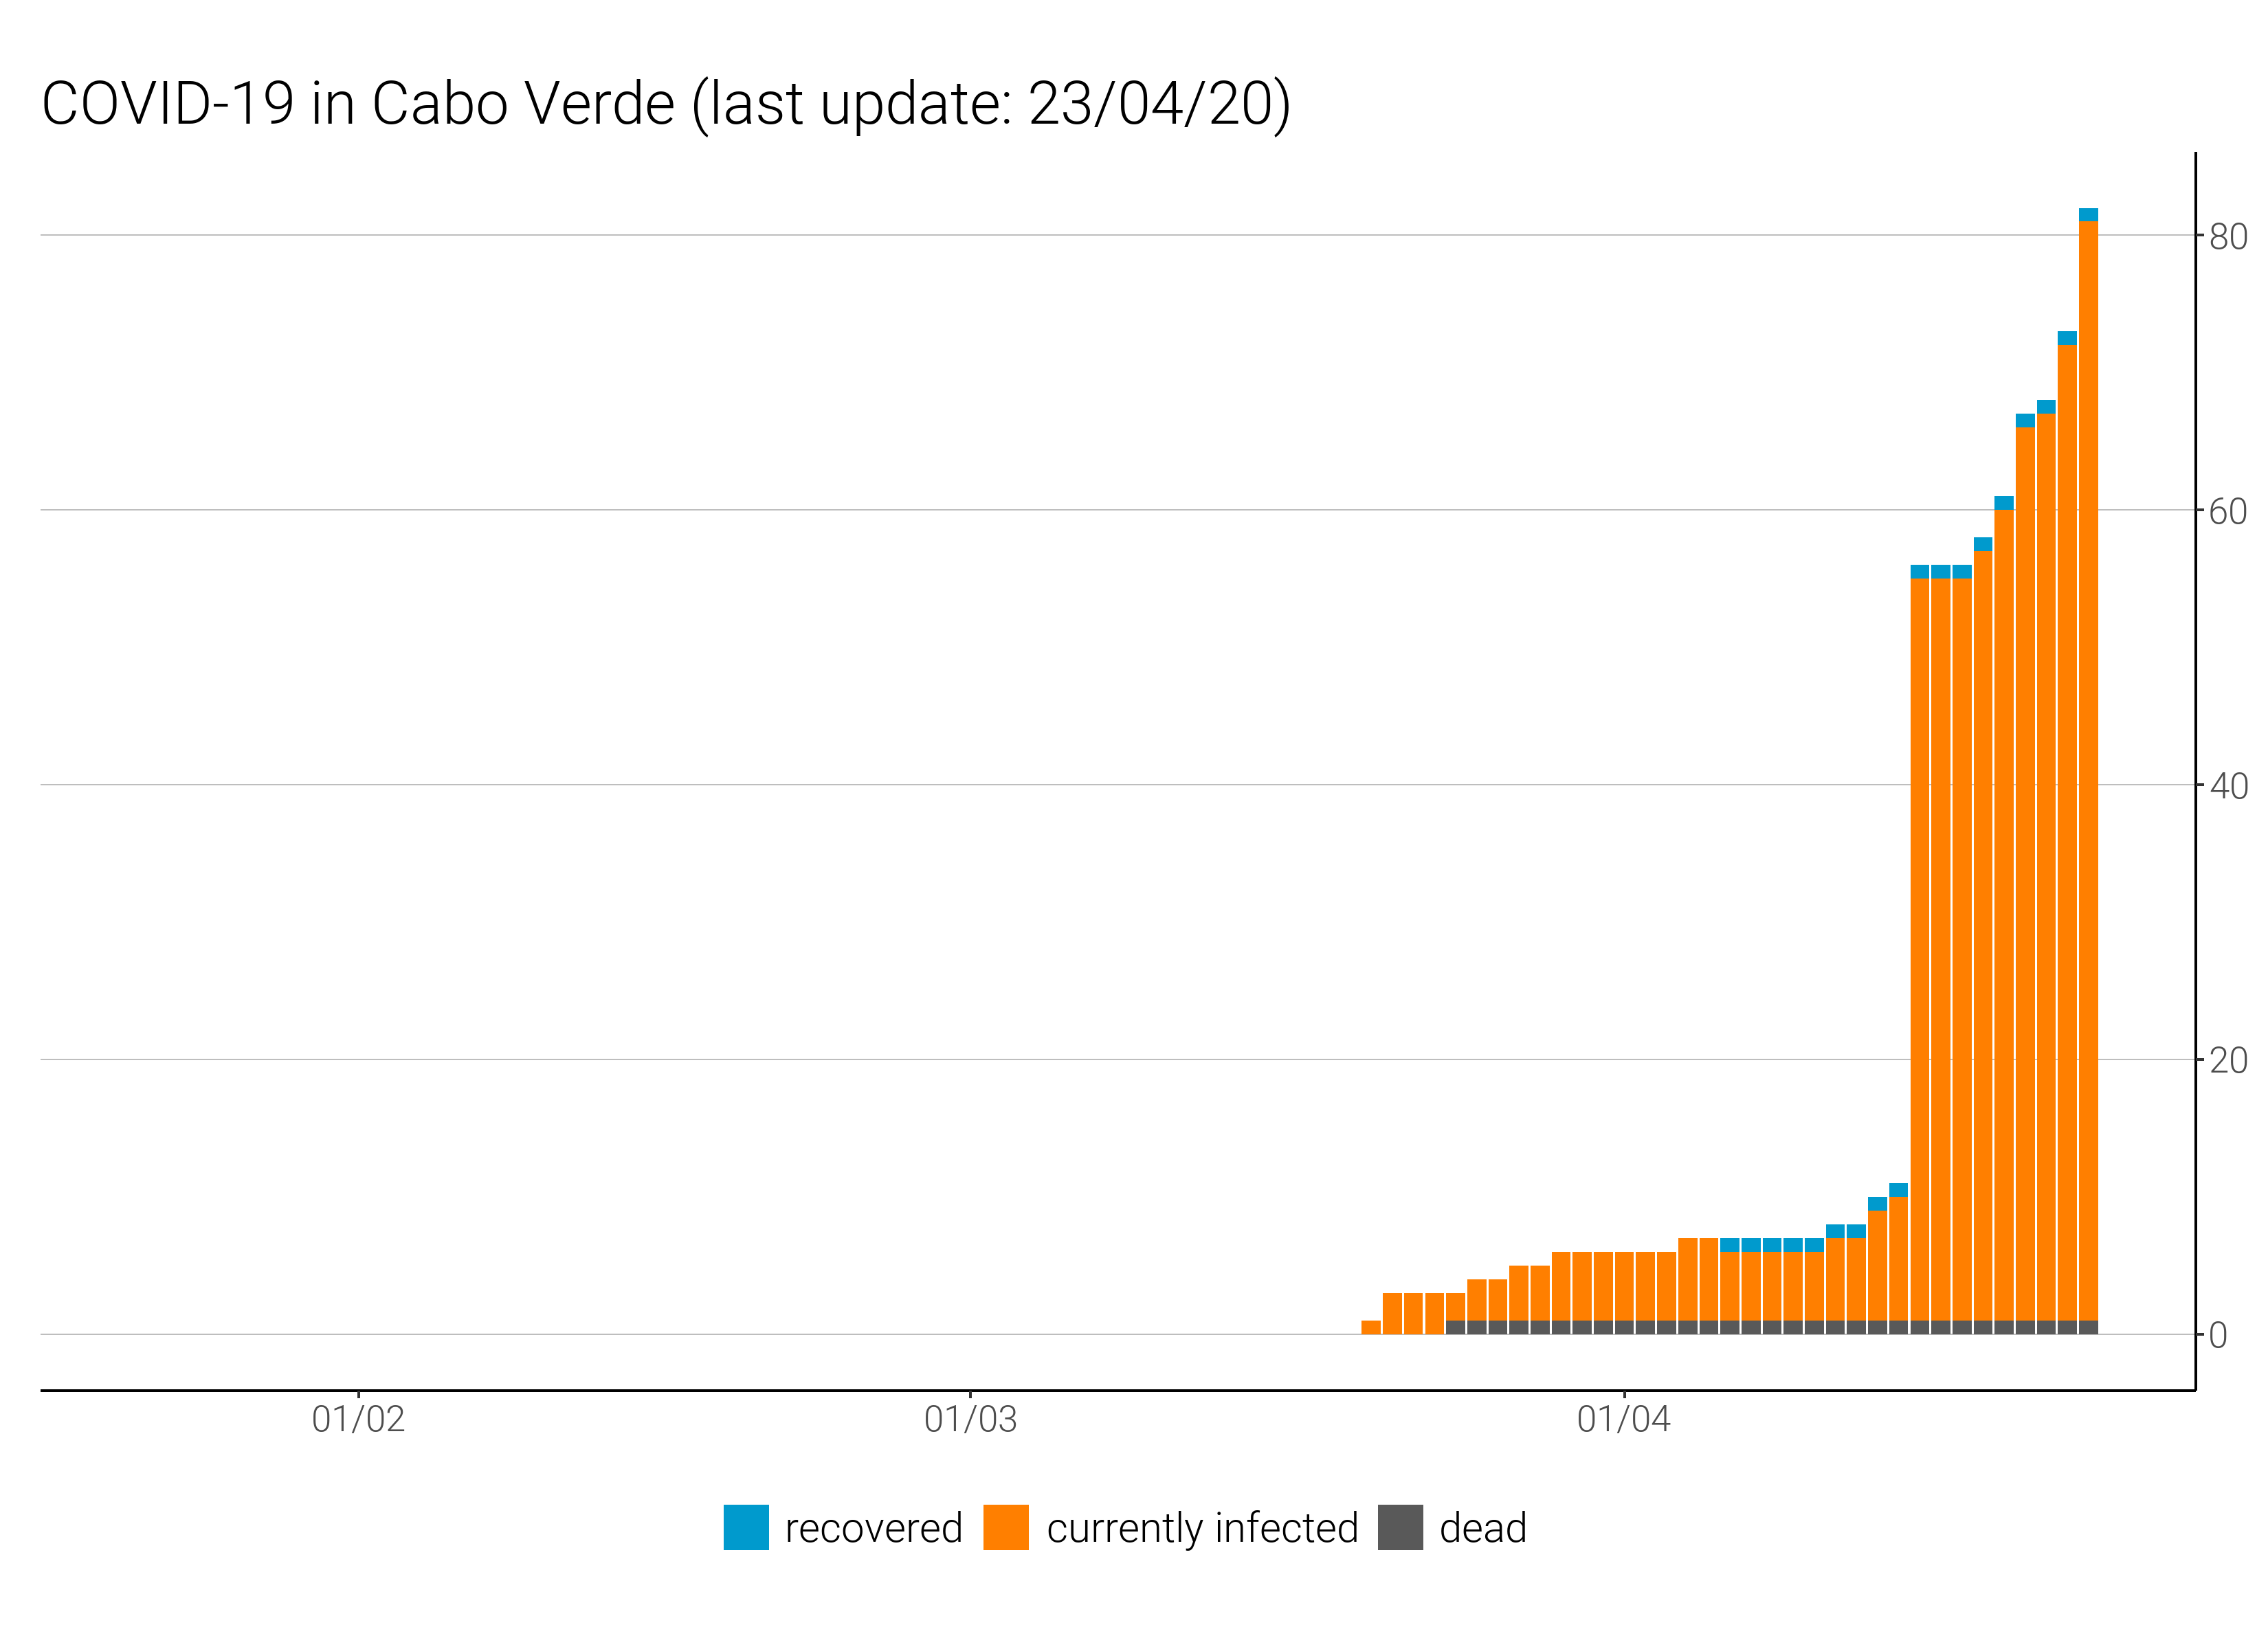 COVID-19 in Cabo Verde (last update: 23/04/20)
80
60
40
20
0
01/02 01/03 01/04
recovered currently infected dead